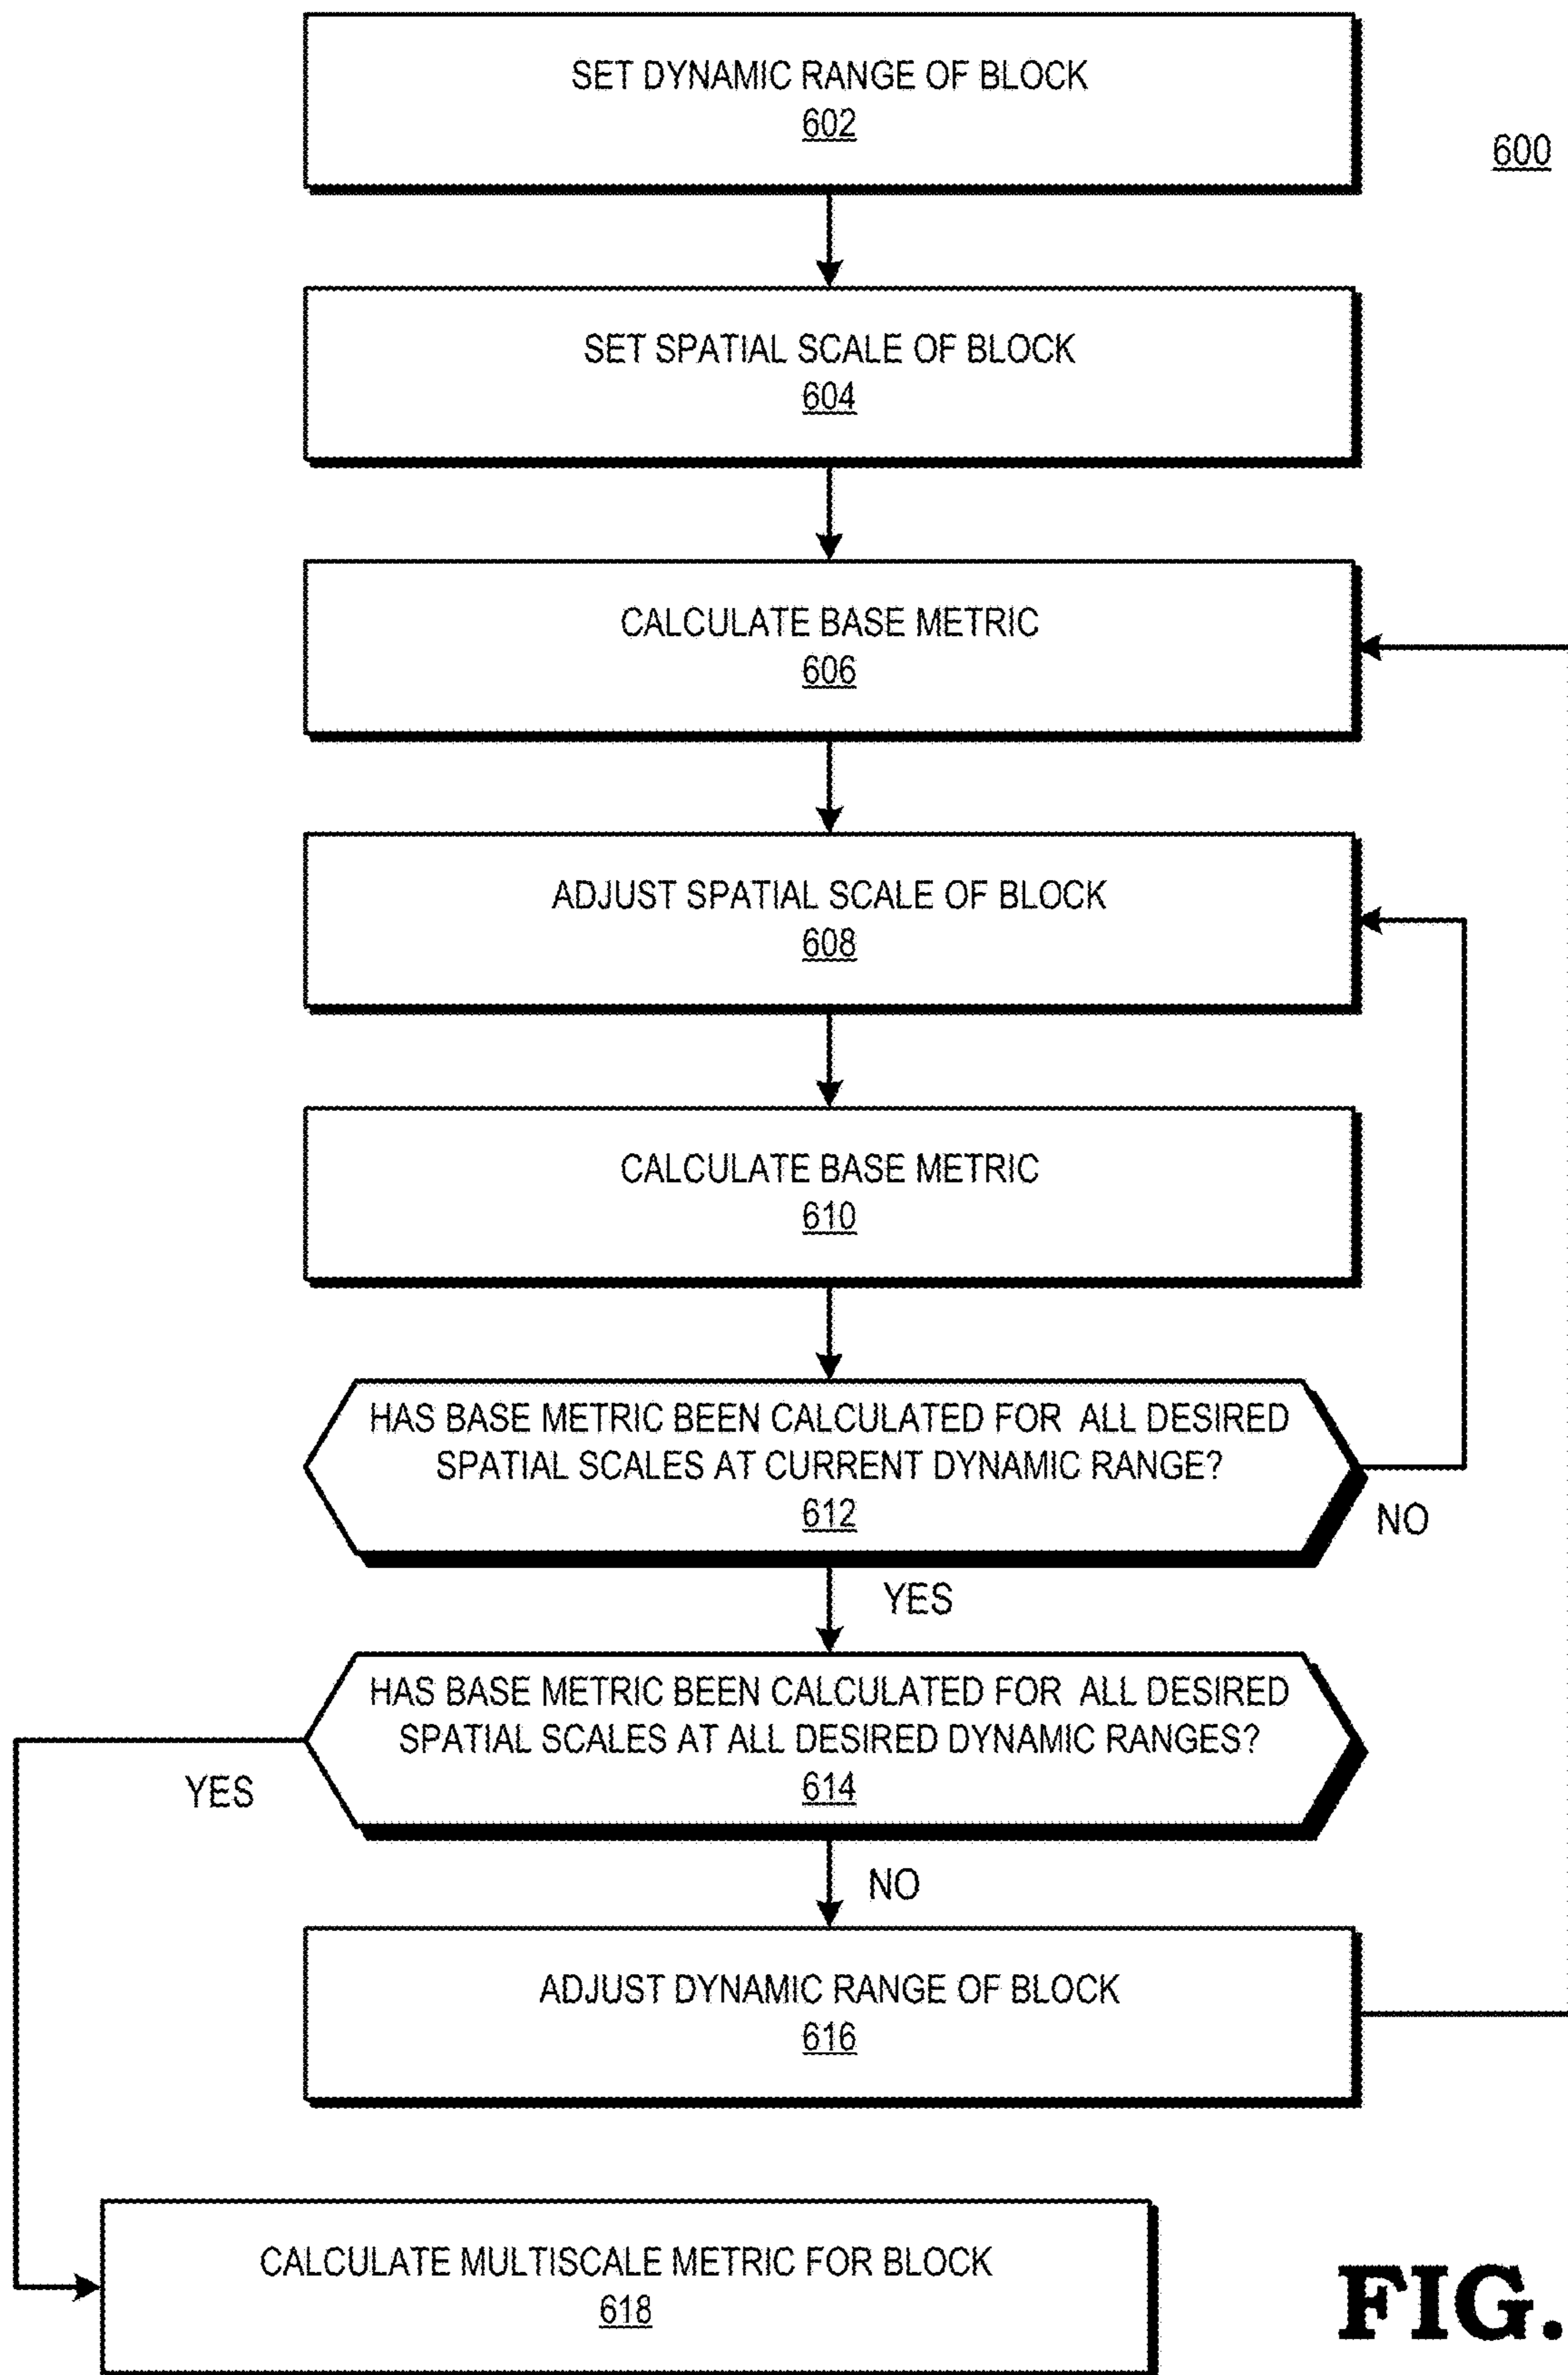 SET DYNAMIC RANGE OF BLOCK
602
600
SET SPATIAL SCALE OF BLOCK
604
CALCULATE BASE METRIC
606
ADJUST SPATIAL SCALE OF BLOCK
608
CALCULATE BASE METRIC
610
HAS BASE METRIC BEEN CALCULATED FOR ALL DESIRED
SPATIAL SCALES AT CURRENT DYNAMIC RANGE?
612
NO
YES
HAS BASE METRIC BEEN CALCULATED FOR ALL DESIRED
SPATIAL SCALES AT ALL DESIRED DYNAMIC RANGES?
614
YES
NO
ADJUST DYNAMIC RANGE OF BLOCK
616
CALCULATE MULTISCALE METRIC FOR BLOCK
618
FIG.